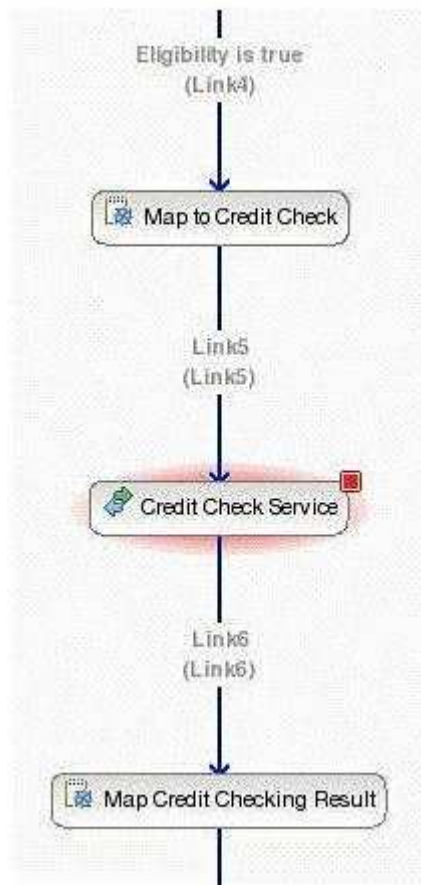 Eligibility is true
(Link4)
Map to Credit Check
Link5
(Link5)
Credit Check Service
Link6
(Link6)
Map Credit Checking Result